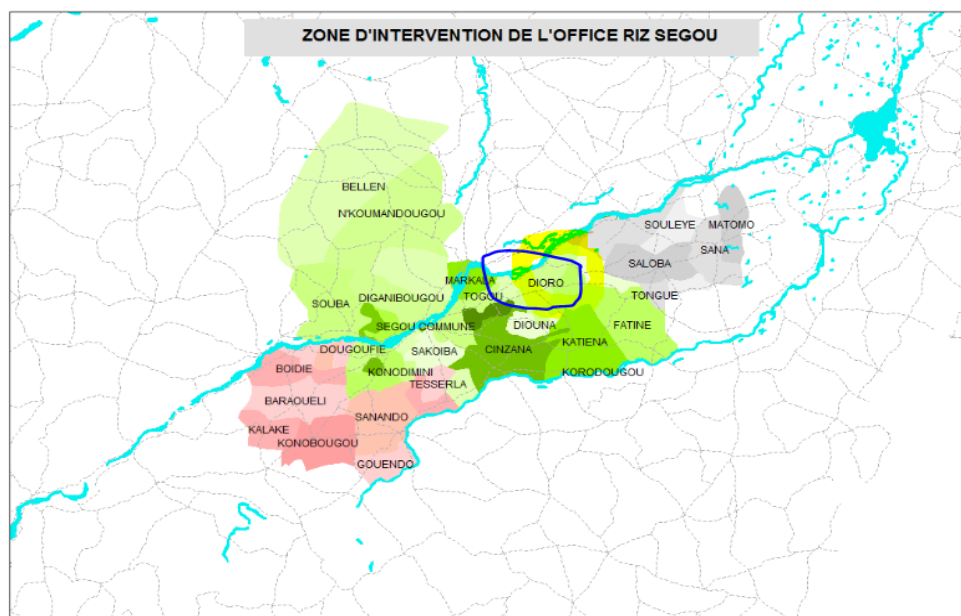 ZONE D'INTERVENTION DE L'OFFICE RIZ SEGOU
BELLEN
N'KOUMANDOUGOU
SOULEYE
MATOMO
SANA
SALOBA
MARKALA
DIORO
TONGUE
SOUBA
DIGANIBOUGOU
TOGOU
SEGOU COMMUNE
DIOUNA
FATINE
KATIENA
DOUGOUFIE
SAKOIBA
CINZANA
BOIDIE
KONODIMINI
KORODOUGOU
TESSERLA
BARAOUELI
SANANDO
KALAKE
KONOBOUGOU
GOUENDO